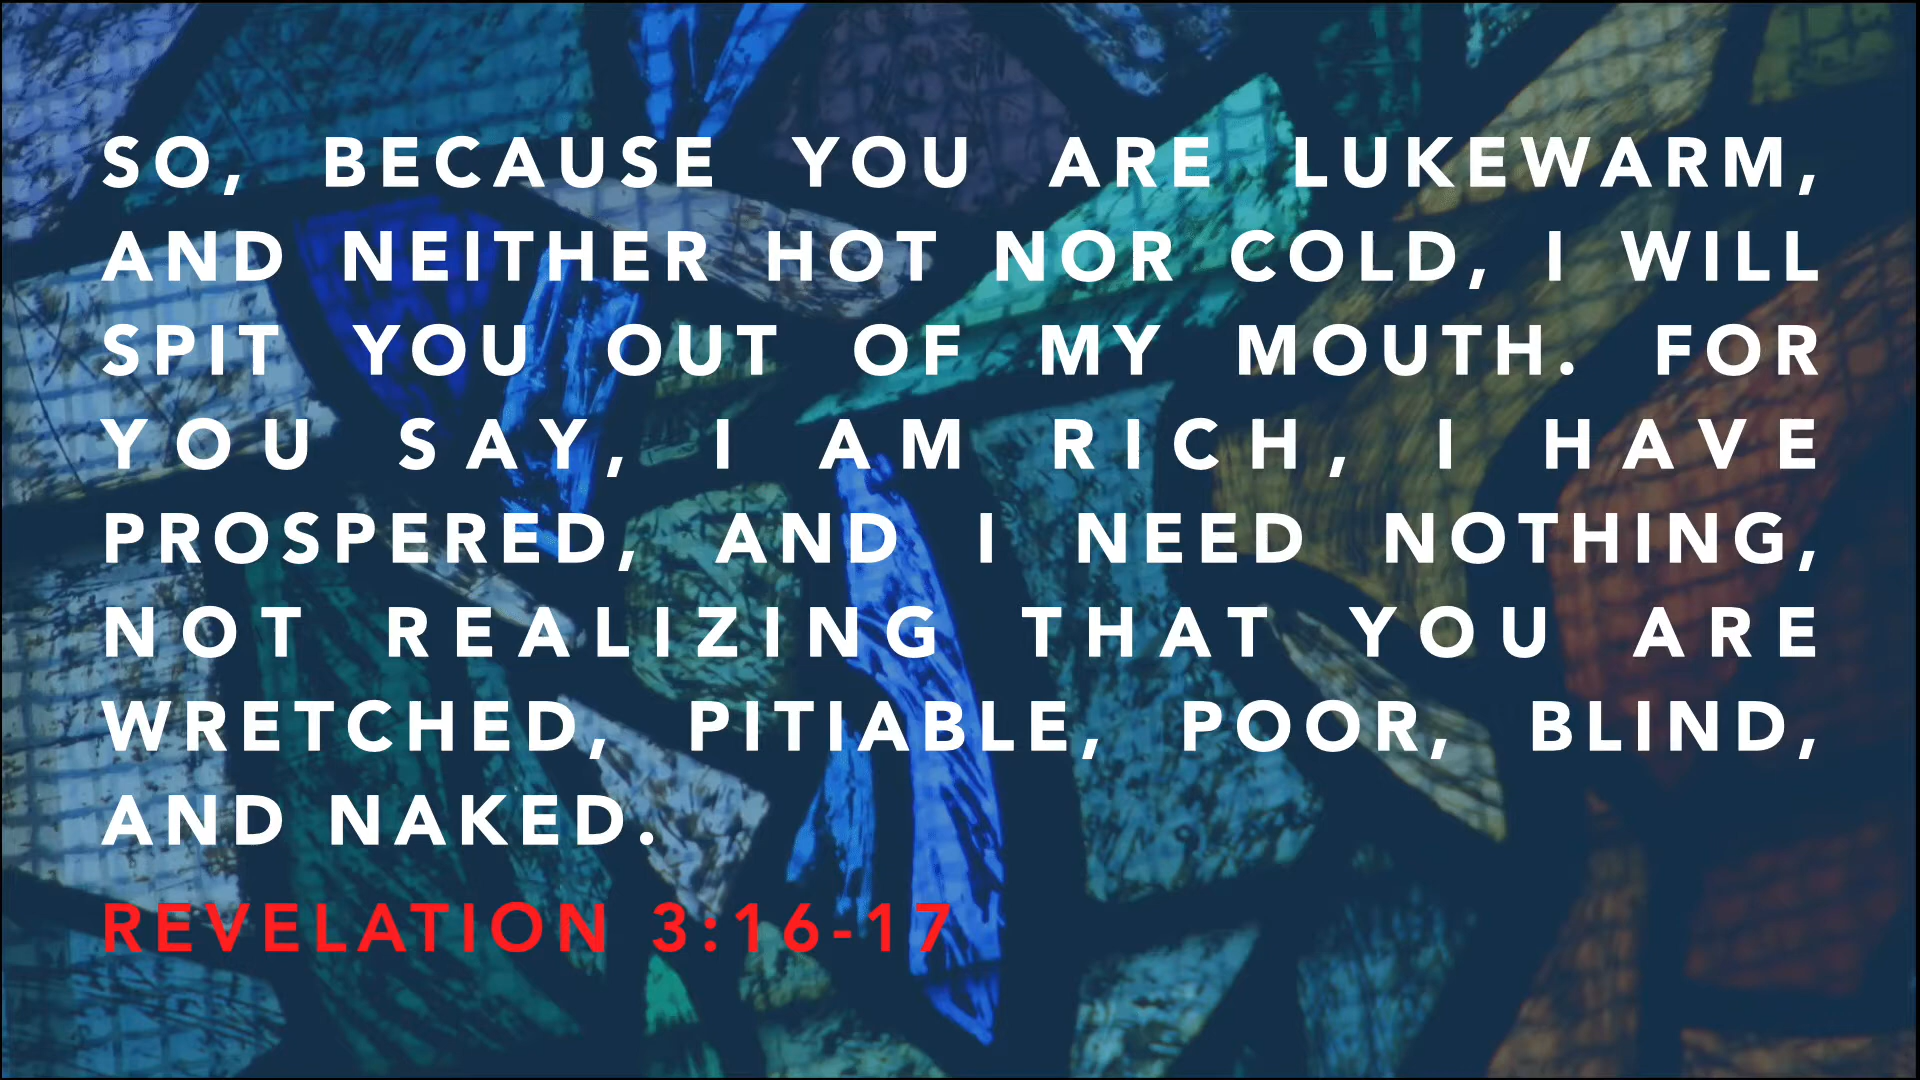 SO, BECAUSE YOU ARE LUKEWARM,
AND NEITHER HOT NOR COLD, I WILL
SPIT YOU OUT OF MY MOUTH. FOR
YOU SAY, I AM RICH, I HAVE
PROSPERED, AND I NEED NOTHING,
NOT REALIZING THAT YOU ARE
WRETCHED, PITIABLE, POOR, BLIND,
AND NAKED.
REVELATION 3:16-17